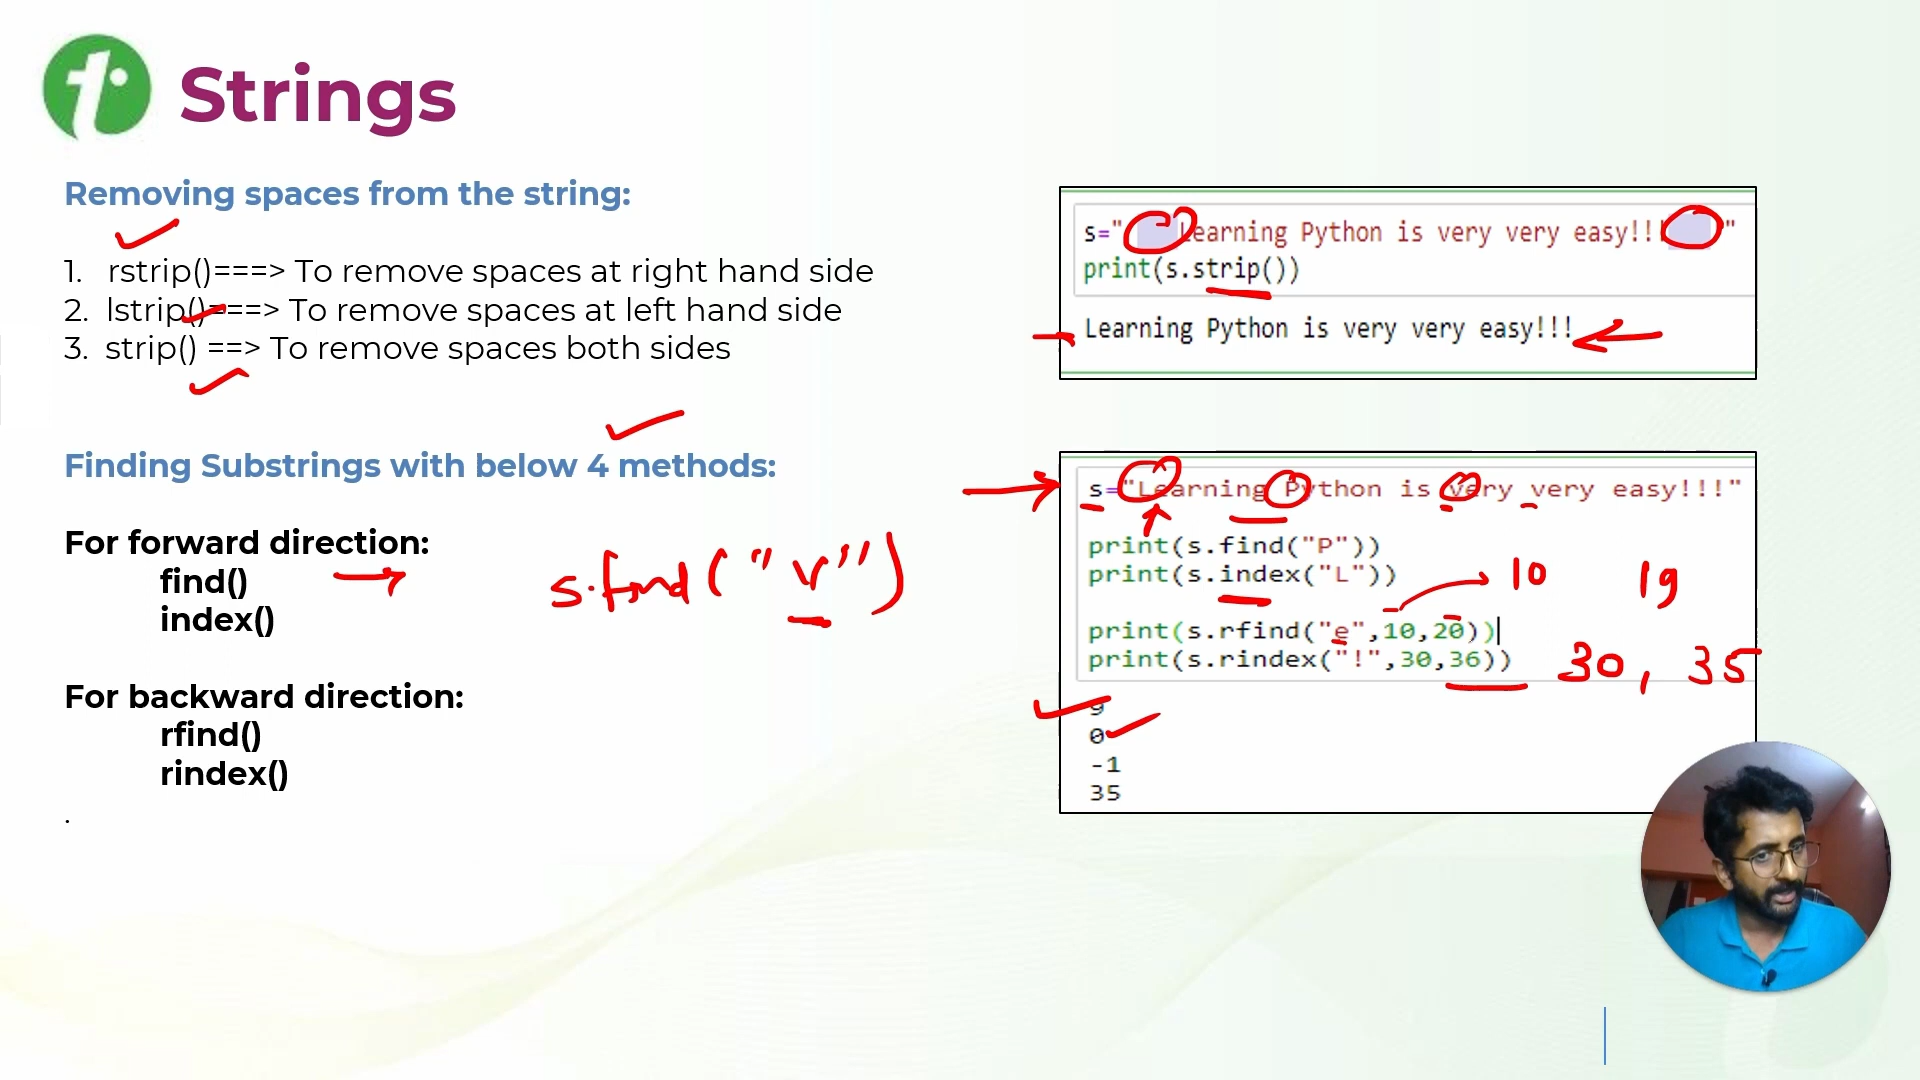 Strings
Removing spaces from the string:
1. rstrip()===> To remove spaces at right hand side
2. lstrip()===> To remove spaces at left hand side
3. strip() ==> To remove spaces both sides
Finding Substrings with below 4 methods:
For forward direction:
find()
index()
s.find("v")
For backward direction:
rfind()
rindex()
.
s=" Learning Python is very very easy!!! "
print(s.strip())
Learning Python is very very easy!!!
s="Learning Python is very very easy!!!"
print(s.find("P"))
print(s.index("L"))
10 19
print(s.rfind("e",10,20))
print(s.rindex("!",30,36))
30, 35
9
0
-1
35